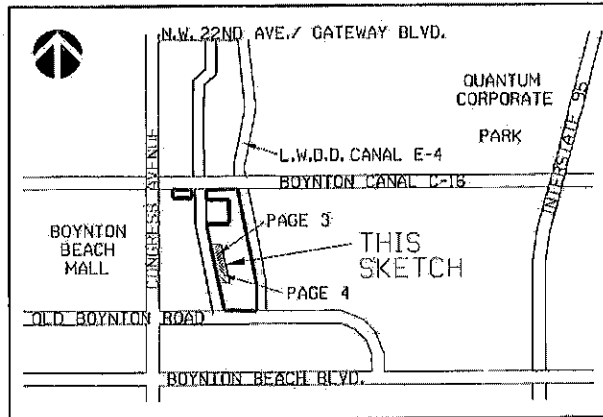 N.W. 22ND AVE./ GATEWAY BLVD.
QUANTUM
CORPORATE
PARK
INTERSTATE 95
L.W.D.D. CANAL E-4
BOYNTON CANAL C-16
CONGRESS AVENUE
BOYNTON
BEACH
MALL
PAGE 3
THIS
SKETCH
PAGE 4
OLD BOYNTON ROAD
BOYNTON BEACH BLVD.